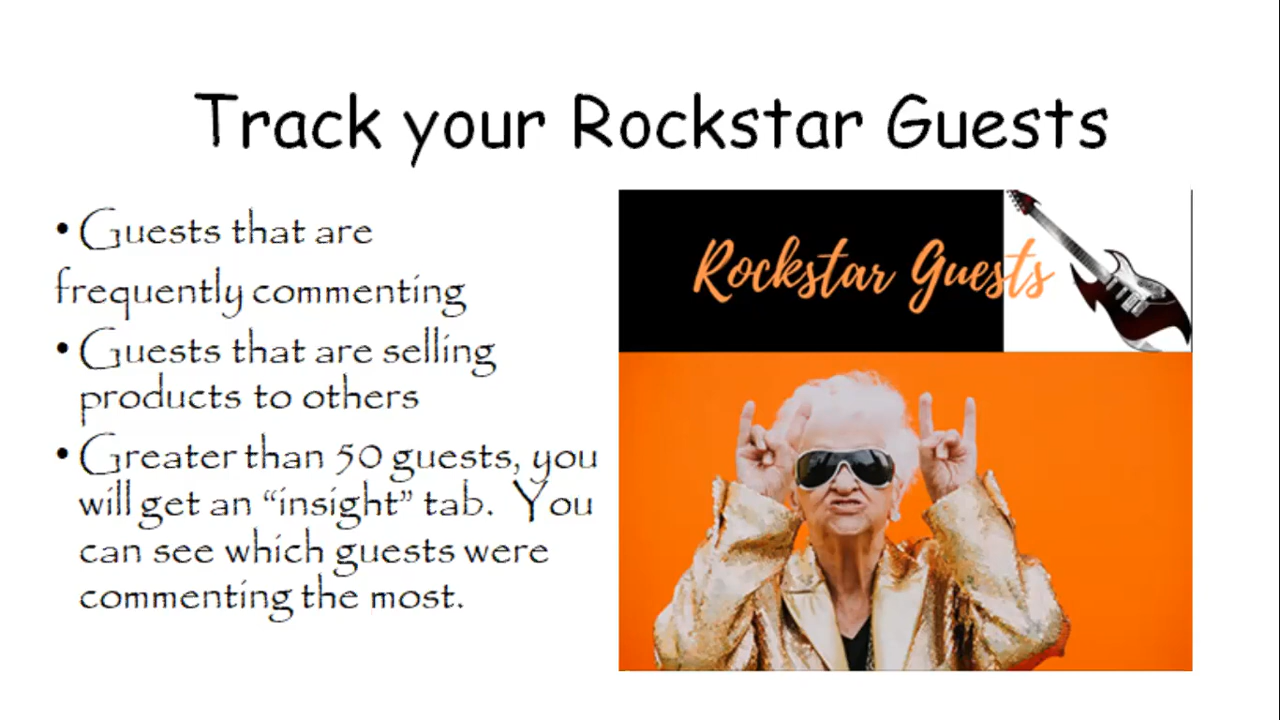 Track your Rockstar Guests
• Guests that are
frequently commenting
• Guests that are selling
products to others
• Greater than 50 guests, you
will get an “insight” tab. You
can see which guests were
commenting the most.
Rockstar Guests